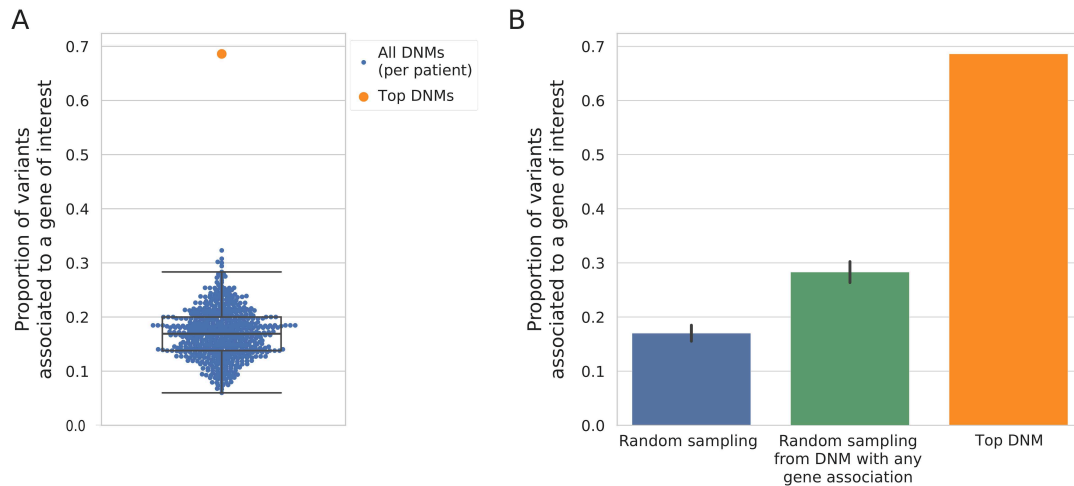 A
Proportion of variants
associated to a gene of interest
0.7
0.6
0.5
0.4
0.3
0.2
0.1
0.0
All DNMs
(per patient)
Top DNMs
B
Proportion of variants
associated to a gene of interest
0.7
0.6
0.5
0.4
0.3
0.2
0.1
0.0
Random sampling
Random sampling
from DNM with any
gene association
Top DNM